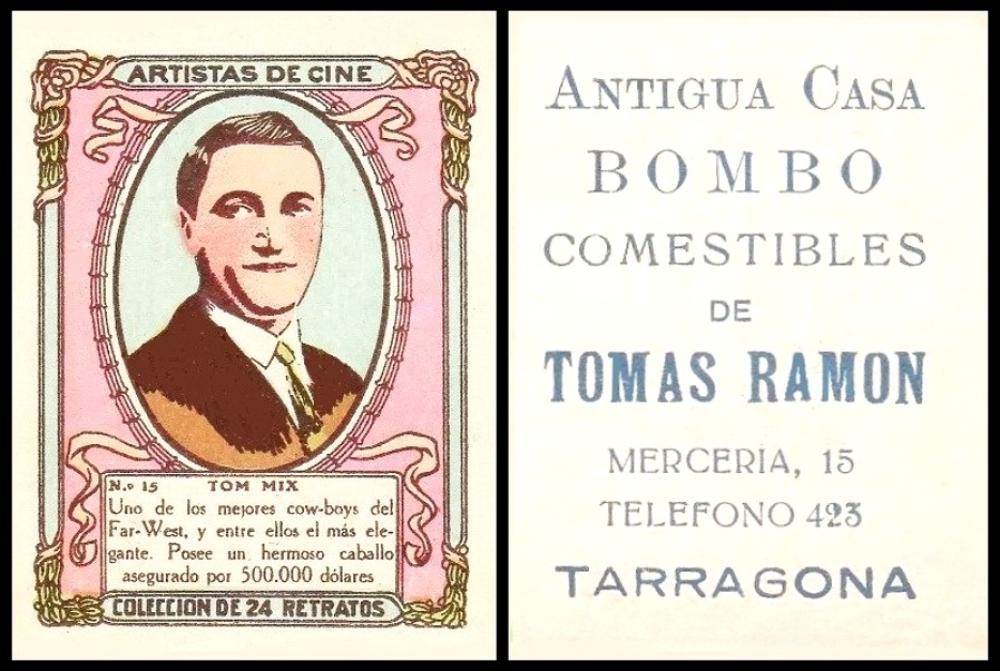 ARTISTAS DE CINE
N.º 15 TOM MIX
Uno de los mejores cow-boys del
Far-West, y entre ellos el más ele-
gante. Posee un hermoso caballo
asegurado por 500.000 dólares
COLECCION DE 24 RETRATOS
ANTIGUA CASA
BOMBO
COMESTIBLES
DE
TOMAS RAMON
MERCERIA, 15
TELEFONO 423
TARRAGONA